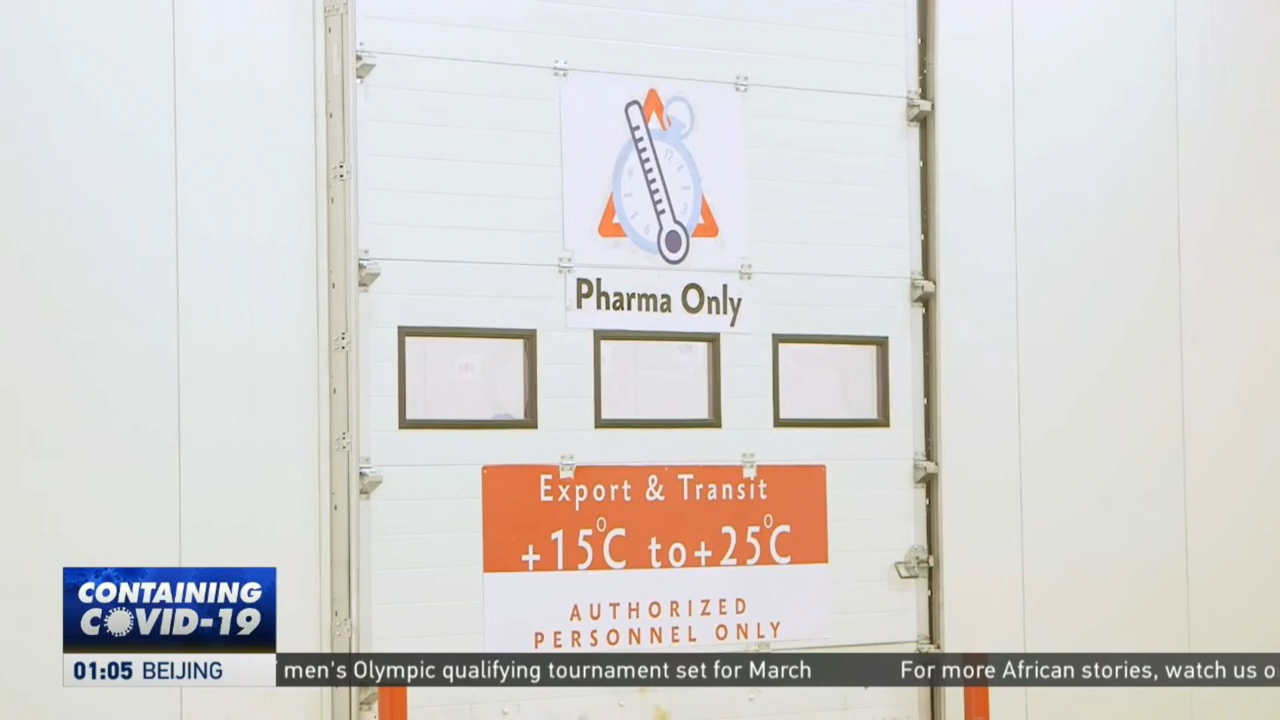 Pharma Only
Export & Transit
+15°C to+25°C
AUTHORIZED
PERSONNEL ONLY
CONTAINING
COVID-19
01:05 BEIJING
men's Olympic qualifying tournament set for March
For more African stories, watch us o